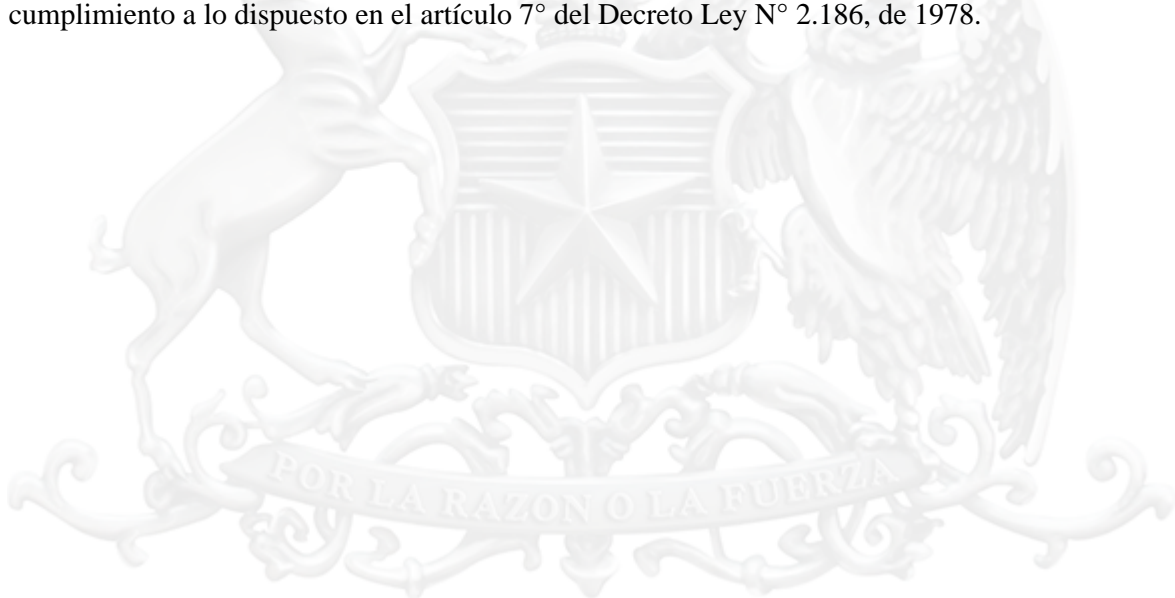 cumplimiento a lo dispuesto en el artículo 7° del Decreto Ley N° 2.186, de 1978.
POR LA RAZON O LA FUERZA